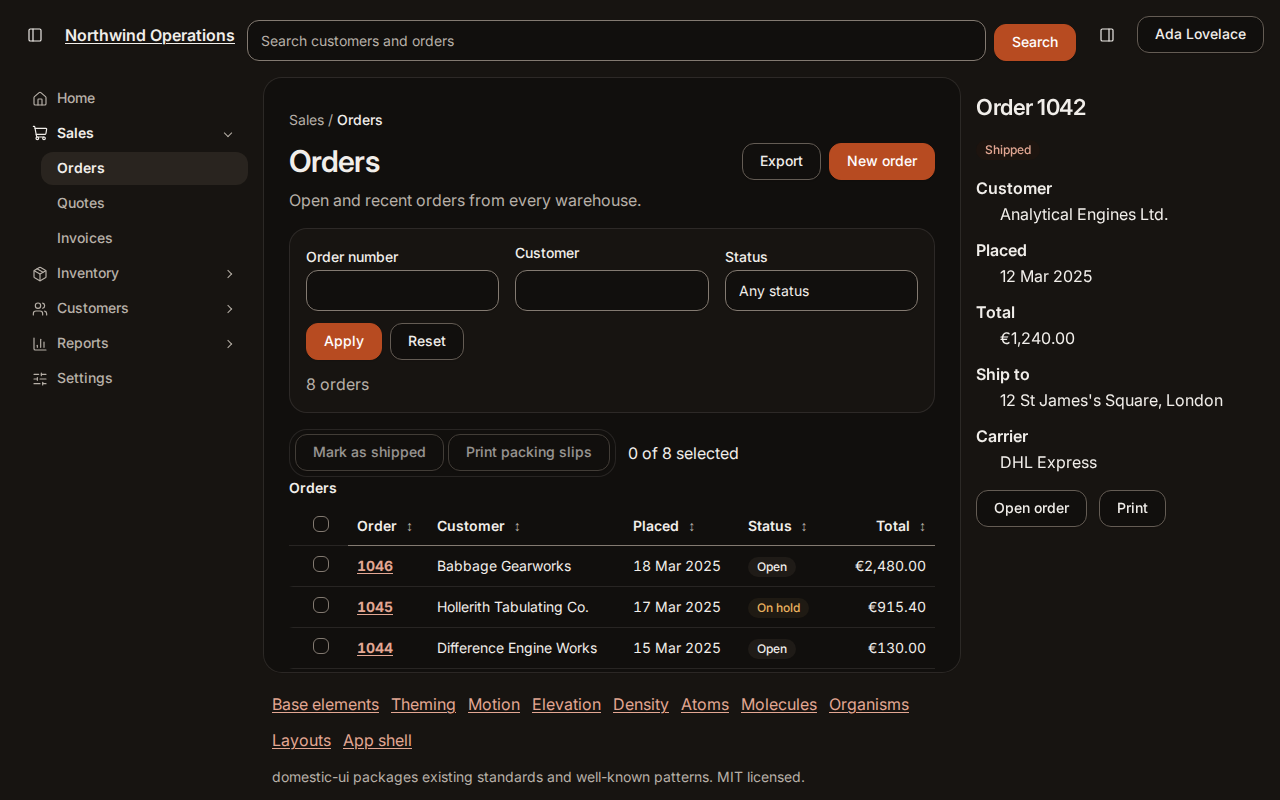 Northwind Operations
Search customers and orders
Search
Ada Lovelace
Home
Sales
Orders
Quotes
Invoices
Inventory
Customers
Reports
Settings
Sales / Orders
Orders
Export
New order
Open and recent orders from every warehouse.
Order number
Customer
Status
Any status
Apply
Reset
8 orders
Mark as shipped
Print packing slips
0 of 8 selected
Orders
Order ↕ Customer ↕ Placed ↕ Status ↕ Total ↕
1046 Babbage Gearworks 18 Mar 2025 Open €2,480.00
1045 Hollerith Tabulating Co. 17 Mar 2025 On hold €915.40
1044 Difference Engine Works 15 Mar 2025 Open €130.00
Order 1042
Shipped
Customer
Analytical Engines Ltd.
Placed
12 Mar 2025
Total
€1,240.00
Ship to
12 St James's Square, London
Carrier
DHL Express
Open order
Print
Base elements Theming Motion Elevation Density Atoms Molecules Organisms
Layouts App shell
domestic-ui packages existing standards and well-known patterns. MIT licensed.